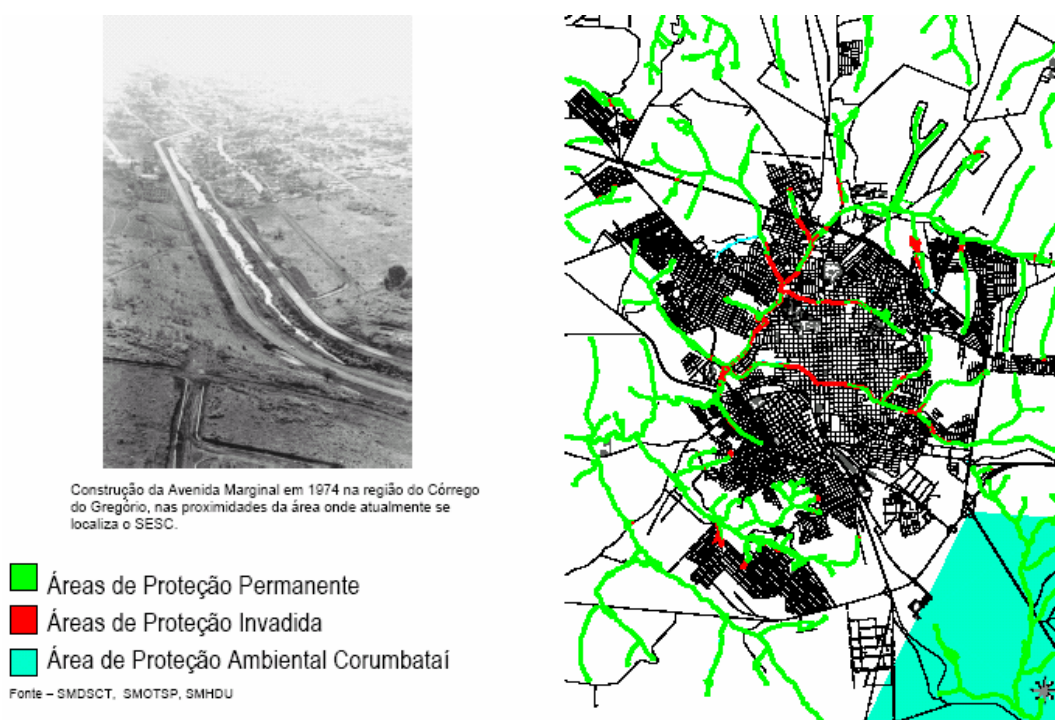 Construção da Avenida Marginal em 1974 na região do Córrego
do Gregório, nas proximidades da área onde atualmente se
localiza o SESC.
Áreas de Proteção Permanente
Áreas de Proteção Invadida
Área de Proteção Ambiental Corumbataí
Fonte – SMDSCT, SMOTSP, SMHDU